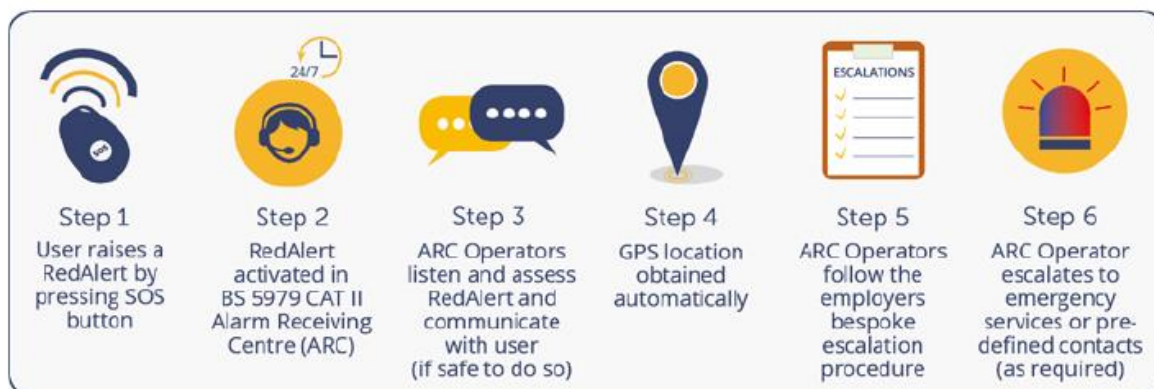 SOS
24/7
ESCALATIONS
Step 1
User raises a
RedAlert by
pressing SOS
button
Step 2
RedAlert
activated in
BS 5979 CAT II
Alarm Receiving
Centre (ARC)
Step 3
ARC Operators
listen and assess
RedAlert and
communicate
with user
(if safe to do so)
Step 4
GPS location
obtained
automatically
Step 5
ARC Operators
follow the
employers
bespoke
escalation
procedure
Step 6
ARC Operator
escalates to
emergency
services or pre-
defined contacts
(as required)